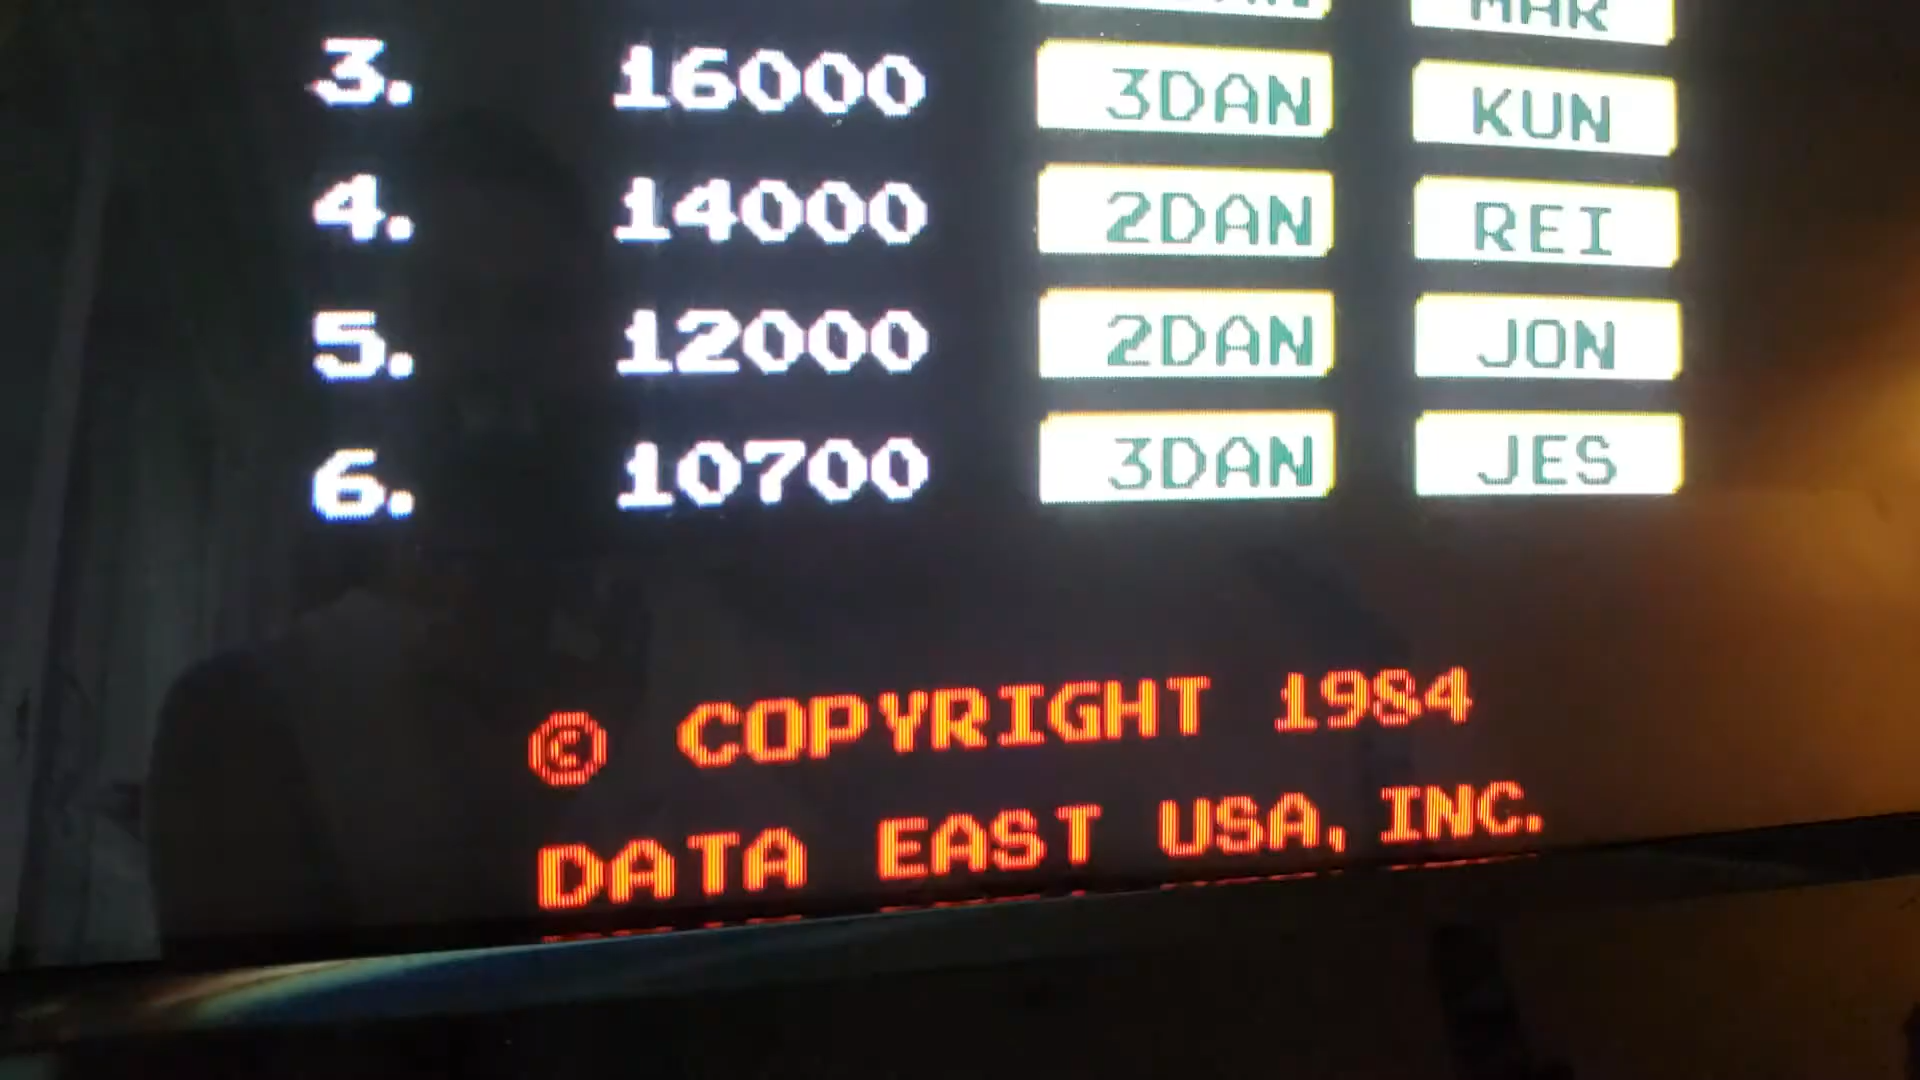 MAR
3. 16000 3DAN KUN
4. 14000 2DAN REI
5. 12000 2DAN JON
6. 10700 3DAN JES
© COPYRIGHT 1984
DATA EAST USA, INC.